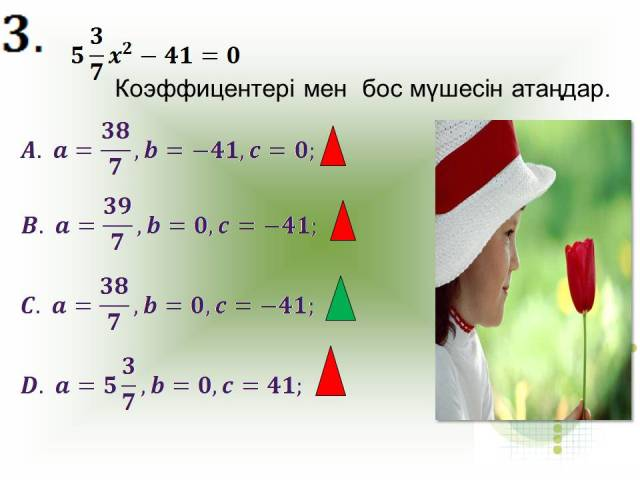 3.
5 3/7 x² − 41 = 0
Коэффицентері мен бос мүшесін атаңдар.
A. a = 38/7, b = −41, c = 0;
B. a = 39/7, b = 0, c = −41;
C. a = 38/7, b = 0, c = −41;
D. a = 5 3/7, b = 0, c = 41;